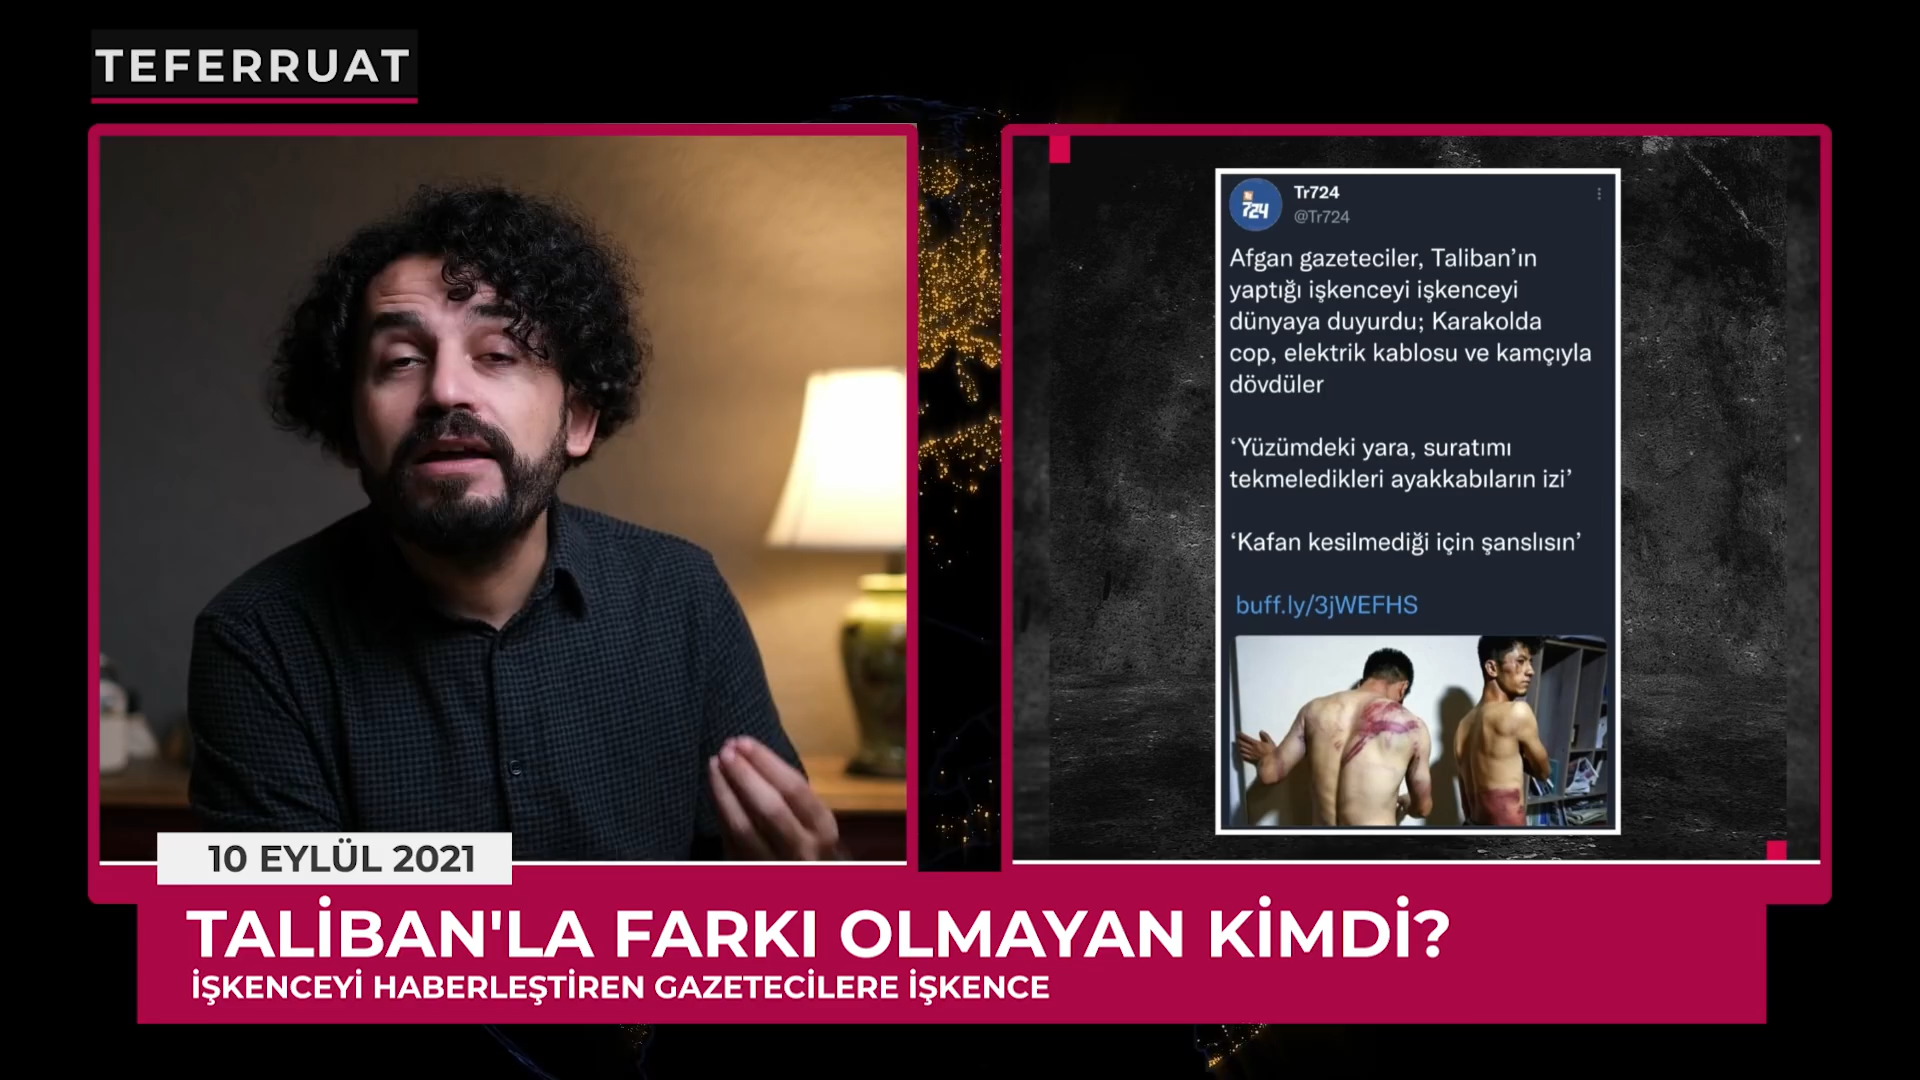 TEFERRUAT
724
Tr724
@Tr724
Afgan gazeteciler, Taliban’ın
yaptığı işkenceyi işkenceyi
dünyaya duyurdu; Karakolda
cop, elektrik kablosu ve kamçıyla
dövdüler
‘Yüzümdeki yara, suratımı
tekmeledikleri ayakkabıların izi’
‘Kafan kesilmediği için şanslısın’
buff.ly/3jWEFHS
10 EYLÜL 2021
TALİBAN'LA FARKI OLMAYAN KİMDİ?
İŞKENCEYİ HABERLEŞTİREN GAZETECİLERE İŞKENCE